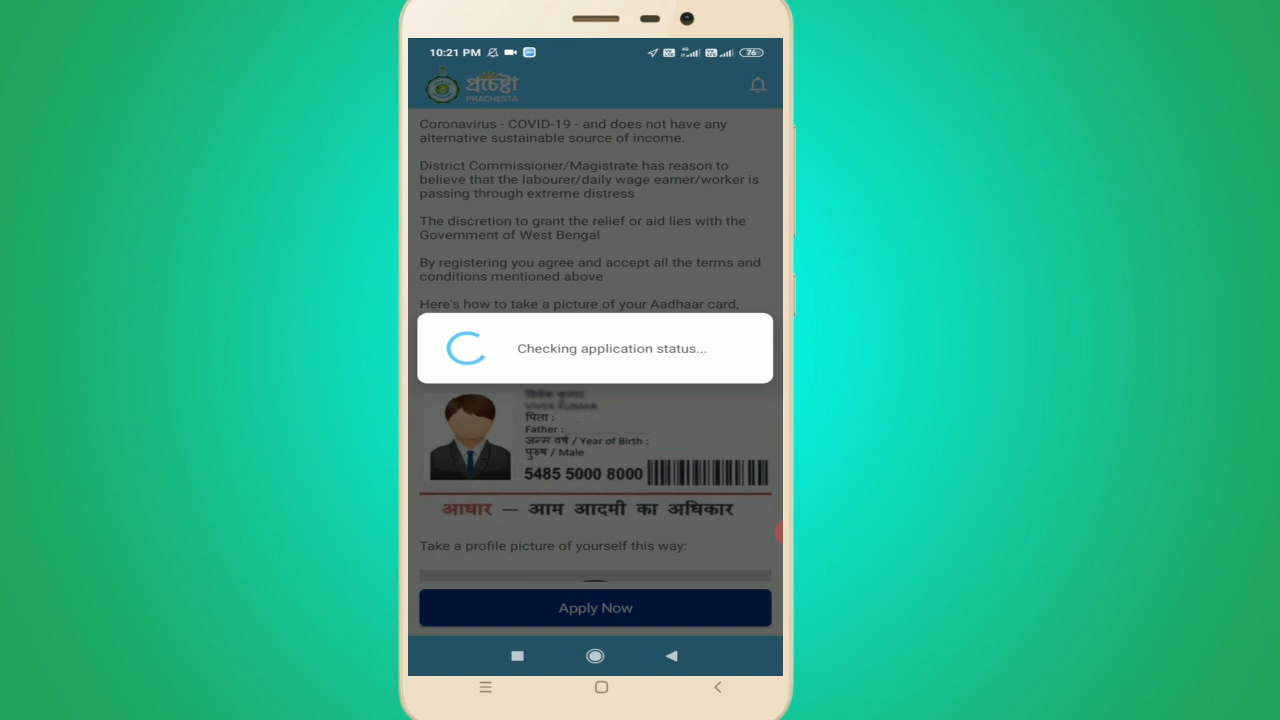 10:21 PM
76
প্রচেষ্টা
PRACHESTA
Coronavirus - COVID-19 - and does not have any
alternative sustainable source of income.
District Commissioner/Magistrate has reason to
believe that the labourer/daily wage earner/worker is
passing through extreme distress
The discretion to grant the relief or aid lies with the
Government of West Bengal
By registering you agree and accept all the terms and
conditions mentioned above
Here's how to take a picture of your Aadhaar card,
Checking application status...
VIVEK KUMAR
पिता :
Father :
जन्म वर्ष / Year of Birth :
पुरुष / Male
5485 5000 8000
आधार — आम आदमी का अधिकार
Take a profile picture of yourself this way:
Apply Now